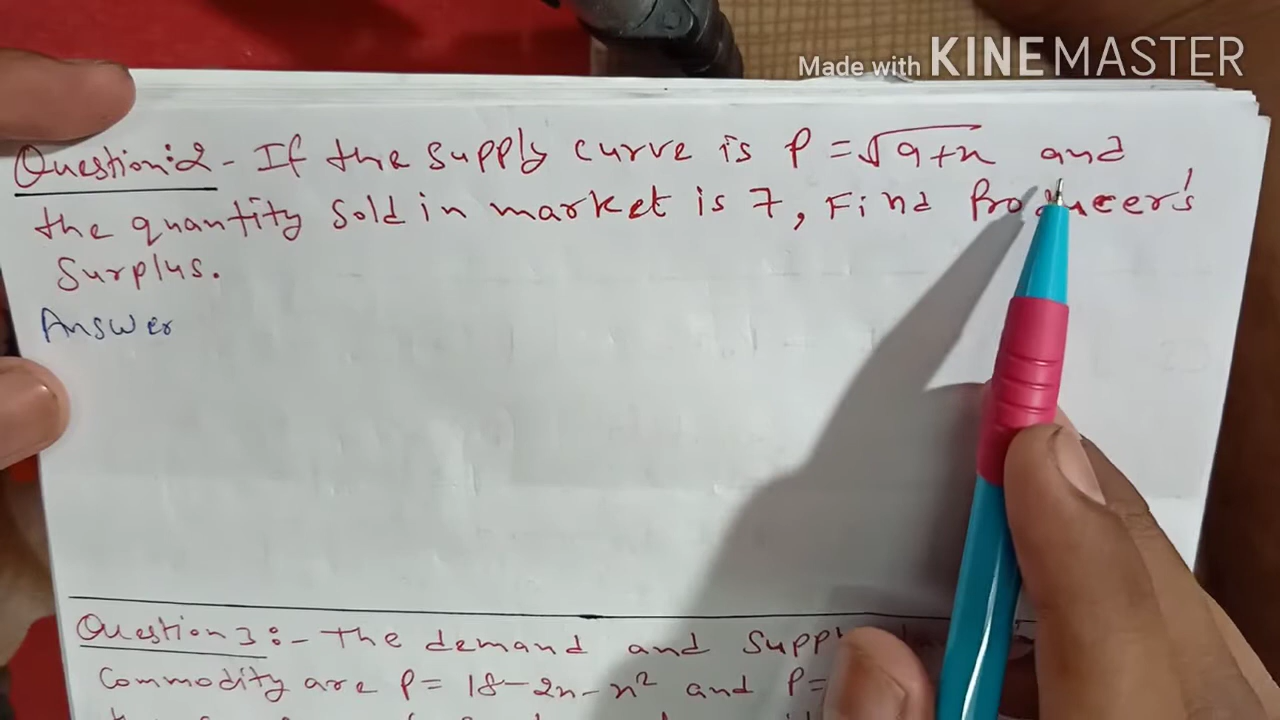 Made with KINEMASTER
Question:2 - If the supply curve is P = √9+x and
the quantity sold in market is 7, Find Producer's
Surplus.
Answer
Question 3:- The demand and Supply
Commodity are P = 18-2x-x² and P=